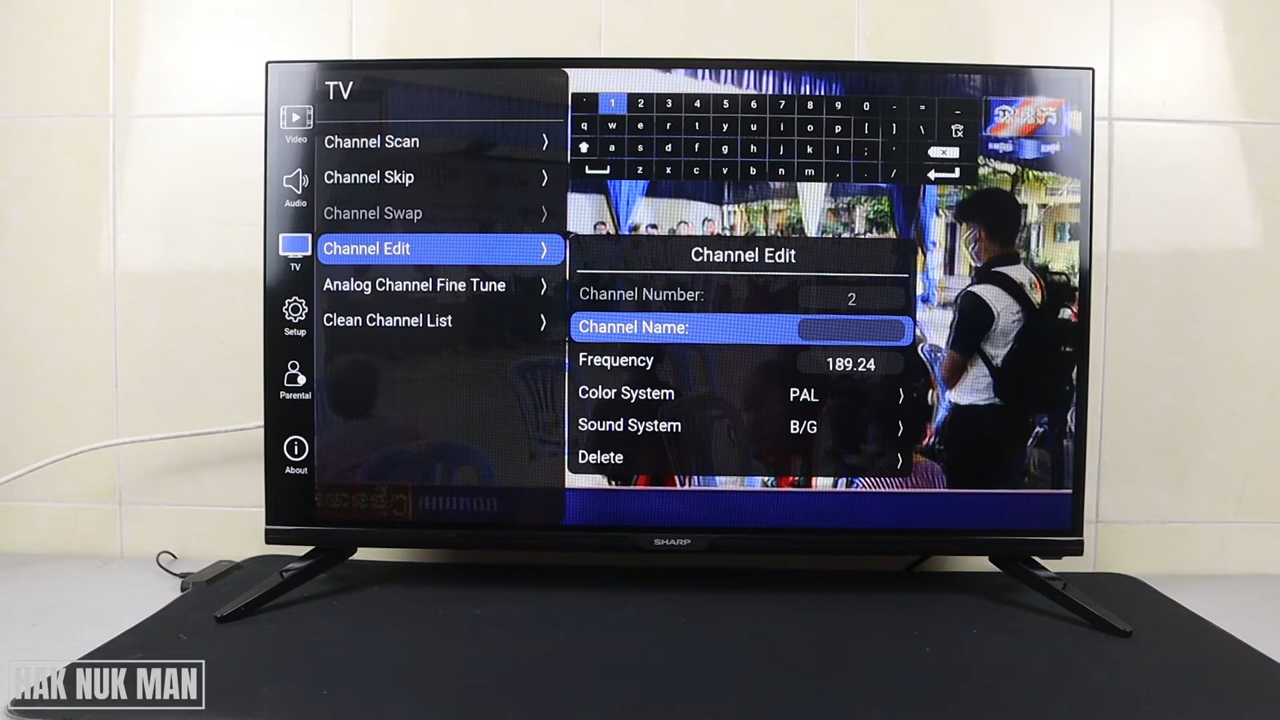 TV
Video
Audio
TV
Setup
Parental
About
Channel Scan
Channel Skip
Channel Swap
Channel Edit
Analog Channel Fine Tune
Clean Channel List
` 1 2 3 4 5 6 7 8 9 0 - = _
q w e r t y u i o p [ ] \
a s d f g h j k l ; '
z x c v b n m , . /
Channel Edit
Channel Number: 2
Channel Name:
Frequency 189.24
Color System PAL
Sound System B/G
Delete
SHARP
HAK NUK MAN